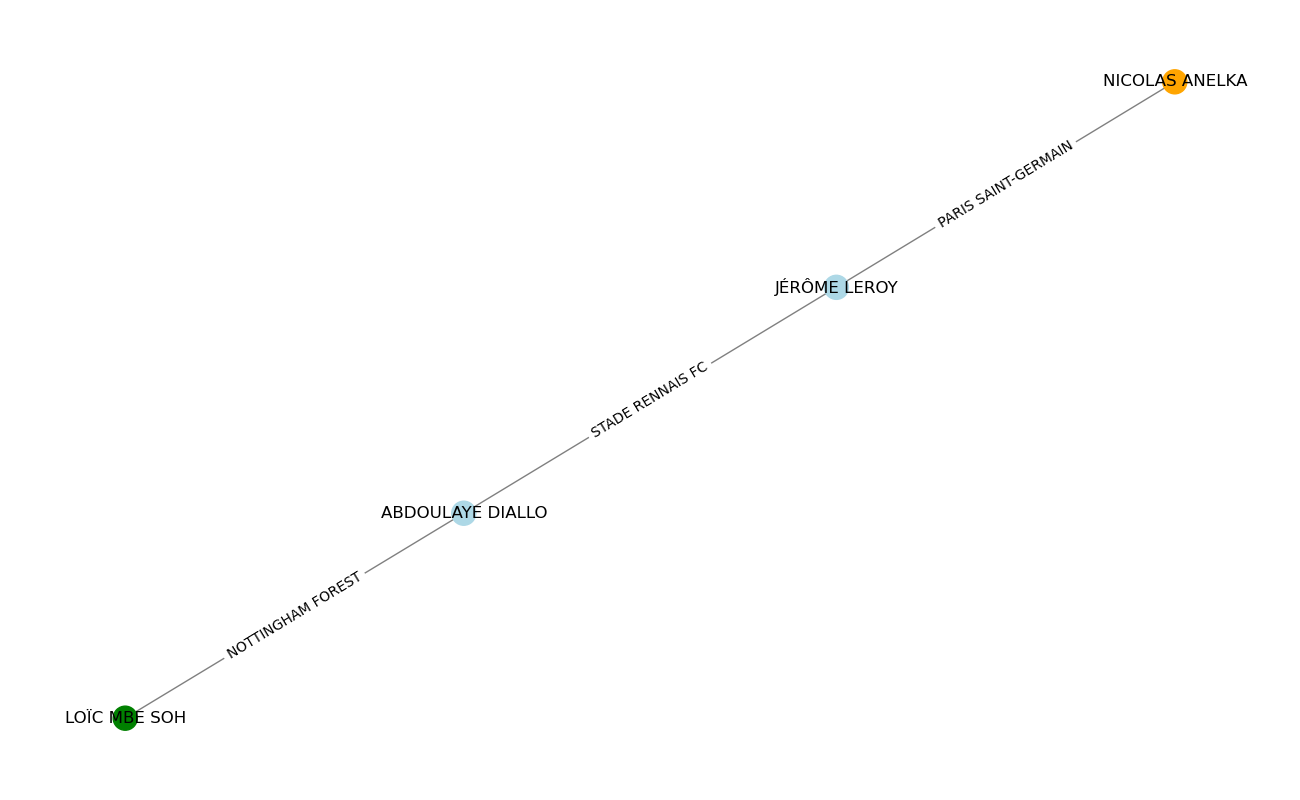 NICOLAS ANELKA
PARIS SAINT-GERMAIN
JÉRÔME LEROY
STADE RENNAIS FC
ABDOULAYE DIALLO
NOTTINGHAM FOREST
LOÏC MBE SOH